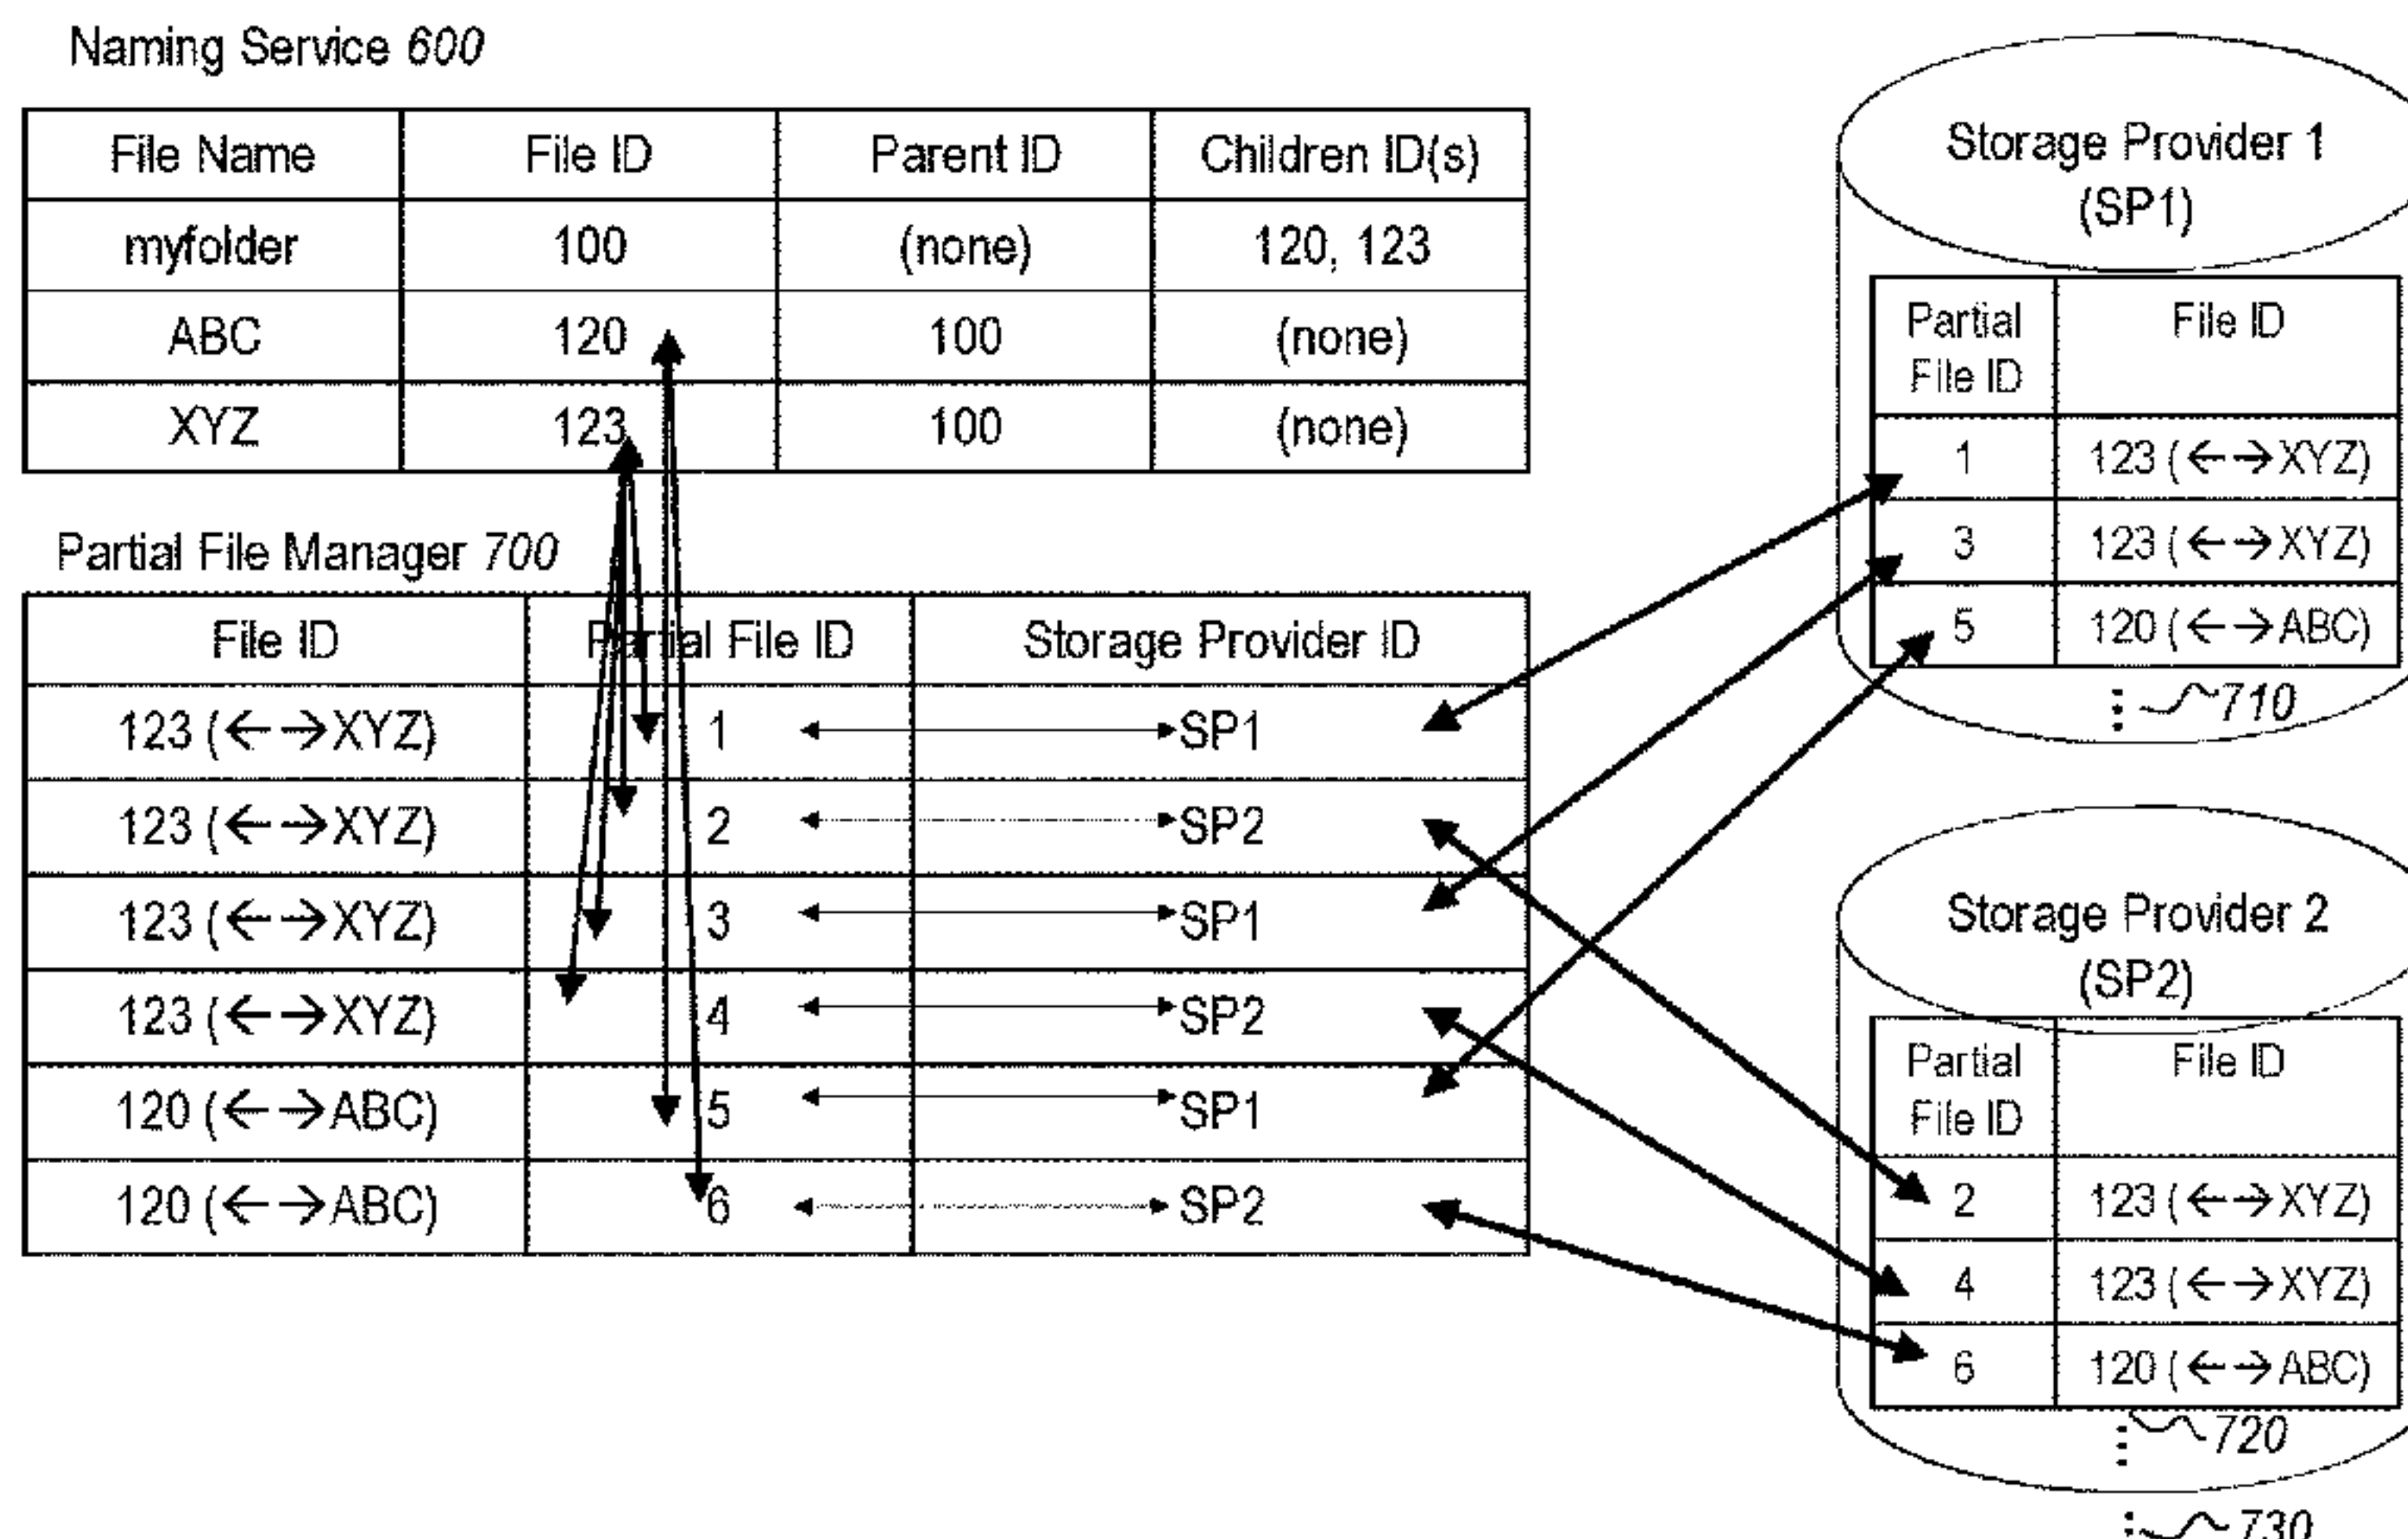 Naming Service 600
File Name File ID Parent ID Children ID(s)
myfolder 100 (none) 120, 123
ABC 120 100 (none)
XYZ 123 100 (none)
Partial File Manager 700
File ID Partial File ID Storage Provider ID
123 (←→XYZ) 1 SP1
123 (←→XYZ) 2 SP2
123 (←→XYZ) 3 SP1
123 (←→XYZ) 4 SP2
120 (←→ABC) 5 SP1
120 (←→ABC) 6 SP2
Storage Provider 1
(SP1)
Partial File ID
File ID
1 123 (←→XYZ)
3 123 (←→XYZ)
5 120 (←→ABC)
710
Storage Provider 2
(SP2)
Partial File ID
File ID
2 123 (←→XYZ)
4 123 (←→XYZ)
6 120 (←→ABC)
720
730